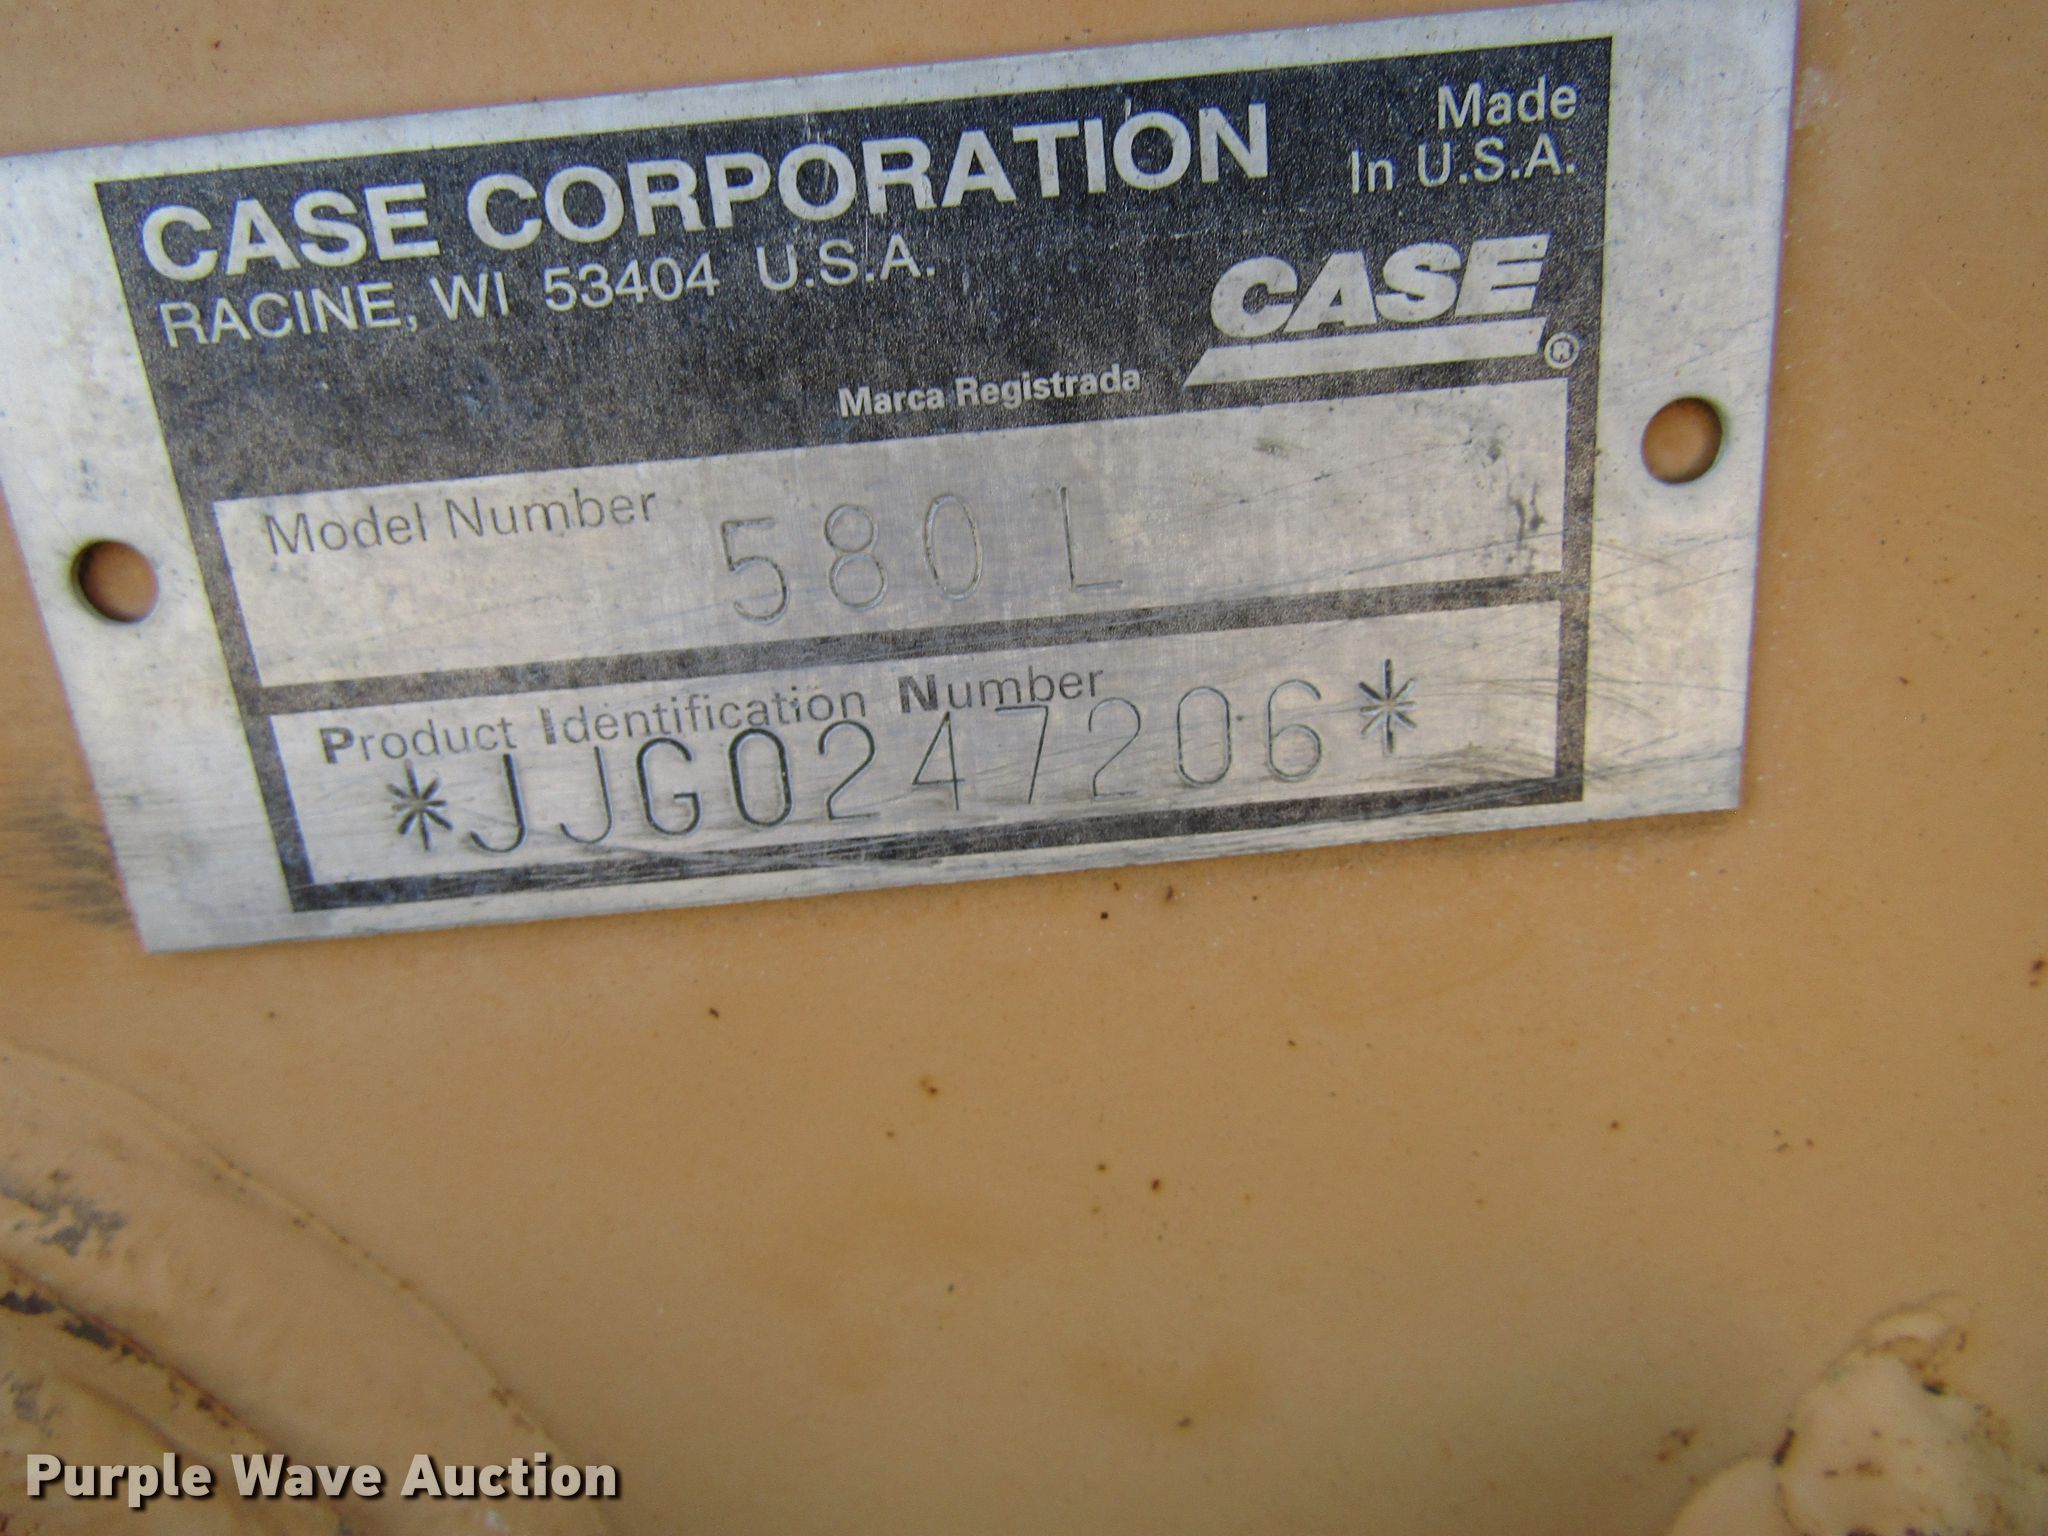 CASE CORPORATION
RACINE, WI 53404 U.S.A.
Made
In U.S.A.
CASE®
Marca Registrada
Model Number 580 L
Product Identification Number
*JJG0247206*
Purple Wave Auction